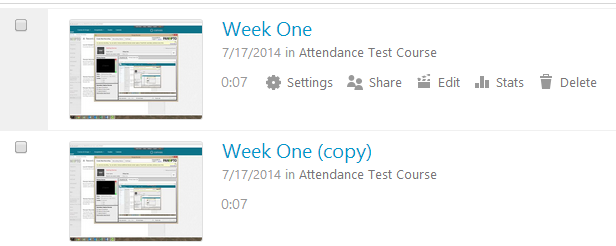 Week One
7/17/2014 in Attendance Test Course
0:07 Settings Share Edit Stats Delete
Week One (copy)
7/17/2014 in Attendance Test Course
0:07